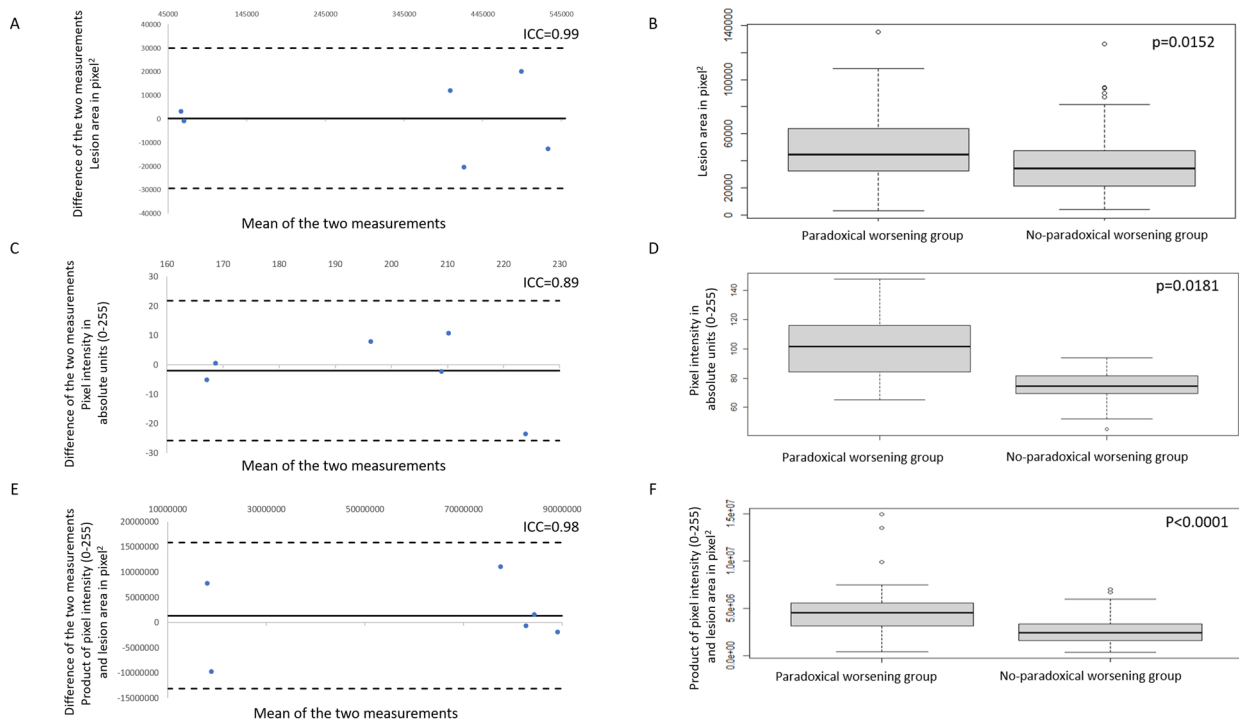 A
45000 145000 245000 345000 445000 545000
ICC=0.99
40000
30000
20000
10000
0
-10000
-20000
-30000
-40000
Difference of the two measurements
Lesion area in pixel²
Mean of the two measurements
B
p=0.0152
140000
100000
60000
20000
0
Lesion area in pixel²
Paradoxical worsening group No-paradoxical worsening group
C
160 170 180 190 200 210 220 230
ICC=0.89
30
20
10
0
-10
-20
-30
Difference of the two measurements
Pixel intensity in
absolute units (0-255)
Mean of the two measurements
D
p=0.0181
140
120
100
80
60
Pixel intensity in
absolute units (0-255)
Paradoxical worsening group No-paradoxical worsening group
E
10000000 30000000 50000000 70000000 90000000
ICC=0.98
20000000
15000000
10000000
5000000
0
-5000000
-10000000
-15000000
Difference of the two measurements
Product of pixel intensity (0-255)
and lesion area in pixel²
Mean of the two measurements
F
P<0.0001
1.5e+07
1.0e+07
5.0e+06
0.0e+00
Product of pixel intensity (0-255)
and lesion area in pixel²
Paradoxical worsening group No-paradoxical worsening group